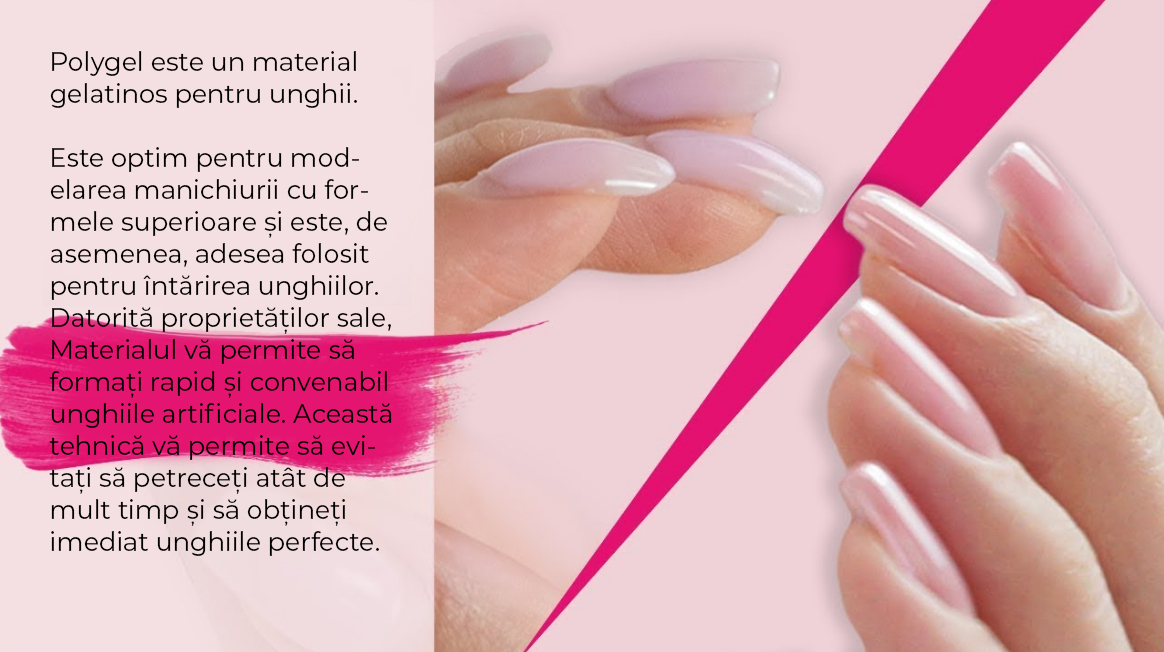 Polygel este un material
gelatinos pentru unghii.
Este optim pentru mod-
elarea manichiurii cu for-
mele superioare și este, de
asemenea, adesea folosit
pentru întărirea unghiilor.
Datorită proprietăților sale,
Materialul vă permite să
formați rapid și convenabil
unghiile artificiale. Această
tehnică vă permite să evi-
tați să petreceți atât de
mult timp și să obțineți
imediat unghiile perfecte.